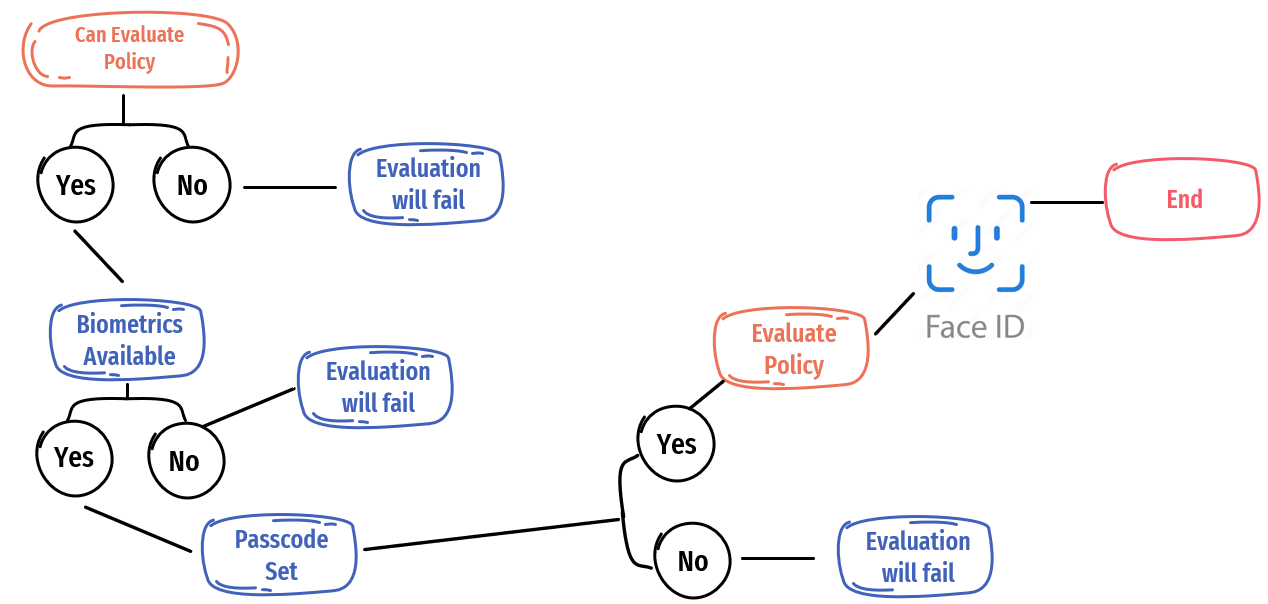 Can Evaluate
Policy
Yes
No
Evaluation
will fail
Biometrics
Available
Yes
No
Evaluation
will fail
Passcode
Set
Yes
No
Evaluation
will fail
Evaluate
Policy
Face ID
End